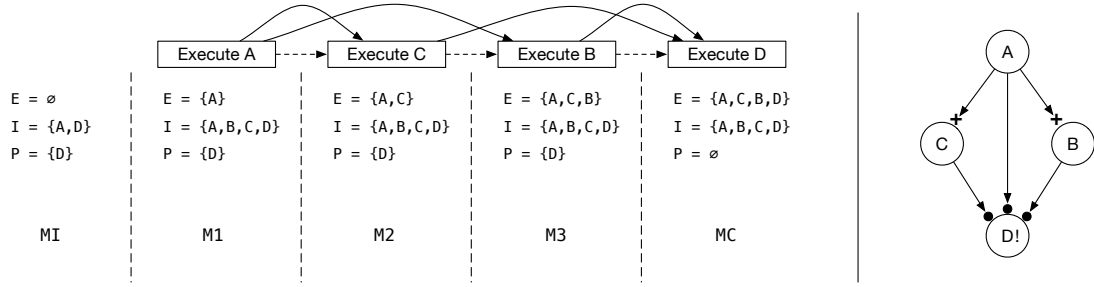 Execute A Execute C Execute B Execute D
E = ∅ E = {A} E = {A,C} E = {A,C,B} E = {A,C,B,D}
I = {A,D} I = {A,B,C,D} I = {A,B,C,D} I = {A,B,C,D} I = {A,B,C,D}
P = {D} P = {D} P = {D} P = {D} P = ∅
MI M1 M2 M3 MC
A
+ +
C B
D!